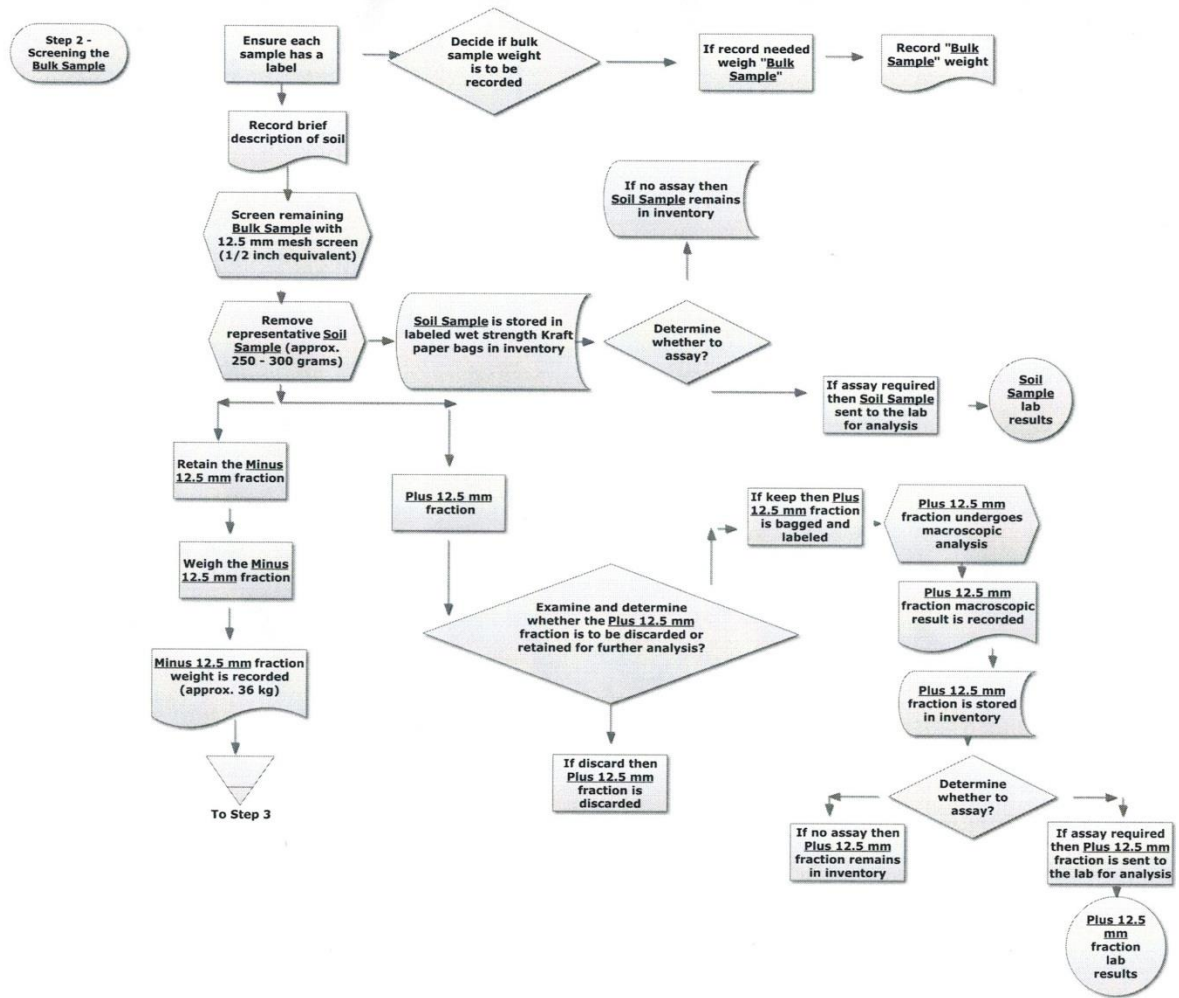 Step 2 -
Screening the
Bulk Sample
Ensure each
sample has a
label
Decide if bulk
sample weight
is to be
recorded
If record needed
weigh "Bulk
Sample"
Record "Bulk
Sample" weight
Record brief
description of soil
Screen remaining
Bulk Sample with
12.5 mm mesh screen
(1/2 inch equivalent)
If no assay then
Soil Sample remains
in inventory
Remove
representative Soil
Sample (approx.
250 - 300 grams)
Soil Sample is stored in
labeled wet strength Kraft
paper bags in inventory
Determine
whether to
assay?
If assay required
then Soil Sample
sent to the lab
for analysis
Soil
Sample
lab
results
Retain the Minus
12.5 mm fraction
Plus 12.5 mm
fraction
If keep then Plus
12.5 mm fraction
is bagged and
labeled
Plus 12.5 mm
fraction undergoes
macroscopic
analysis
Weigh the Minus
12.5 mm fraction
Examine and determine
whether the Plus 12.5 mm
fraction is to be discarded or
retained for further analysis?
Plus 12.5 mm
fraction macroscopic
result is recorded
Minus 12.5 mm fraction
weight is recorded
(approx. 36 kg)
Plus 12.5 mm
fraction is stored
in inventory
To Step 3
If discard then
Plus 12.5 mm
fraction is
discarded
Determine
whether to
assay?
If no assay then
Plus 12.5 mm
fraction remains
in inventory
If assay required
then Plus 12.5 mm
fraction is sent to
the lab for analysis
Plus 12.5
mm
fraction
lab
results